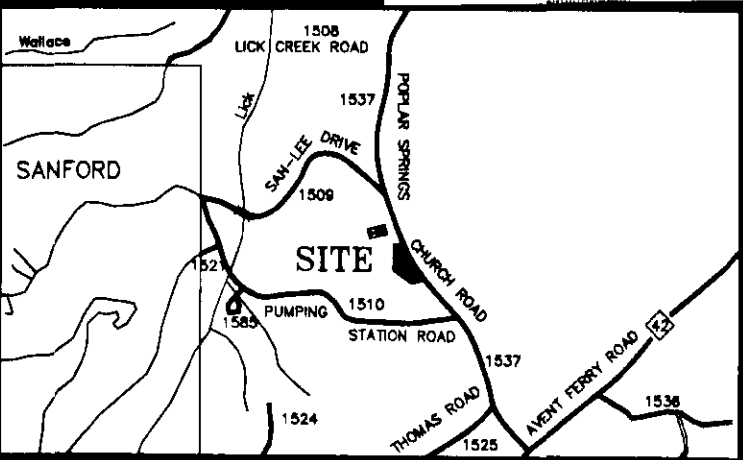 Wallace
1508
LICK CREEK ROAD
Lick
1537
POPLAR SPRINGS
SAN-LEE DRIVE
1509
SANFORD
SITE
CHURCH ROAD
1521
1585
PUMPING
1510
STATION ROAD
1537
42
AVENT FERRY ROAD
THOMAS ROAD
1524
1525
1536